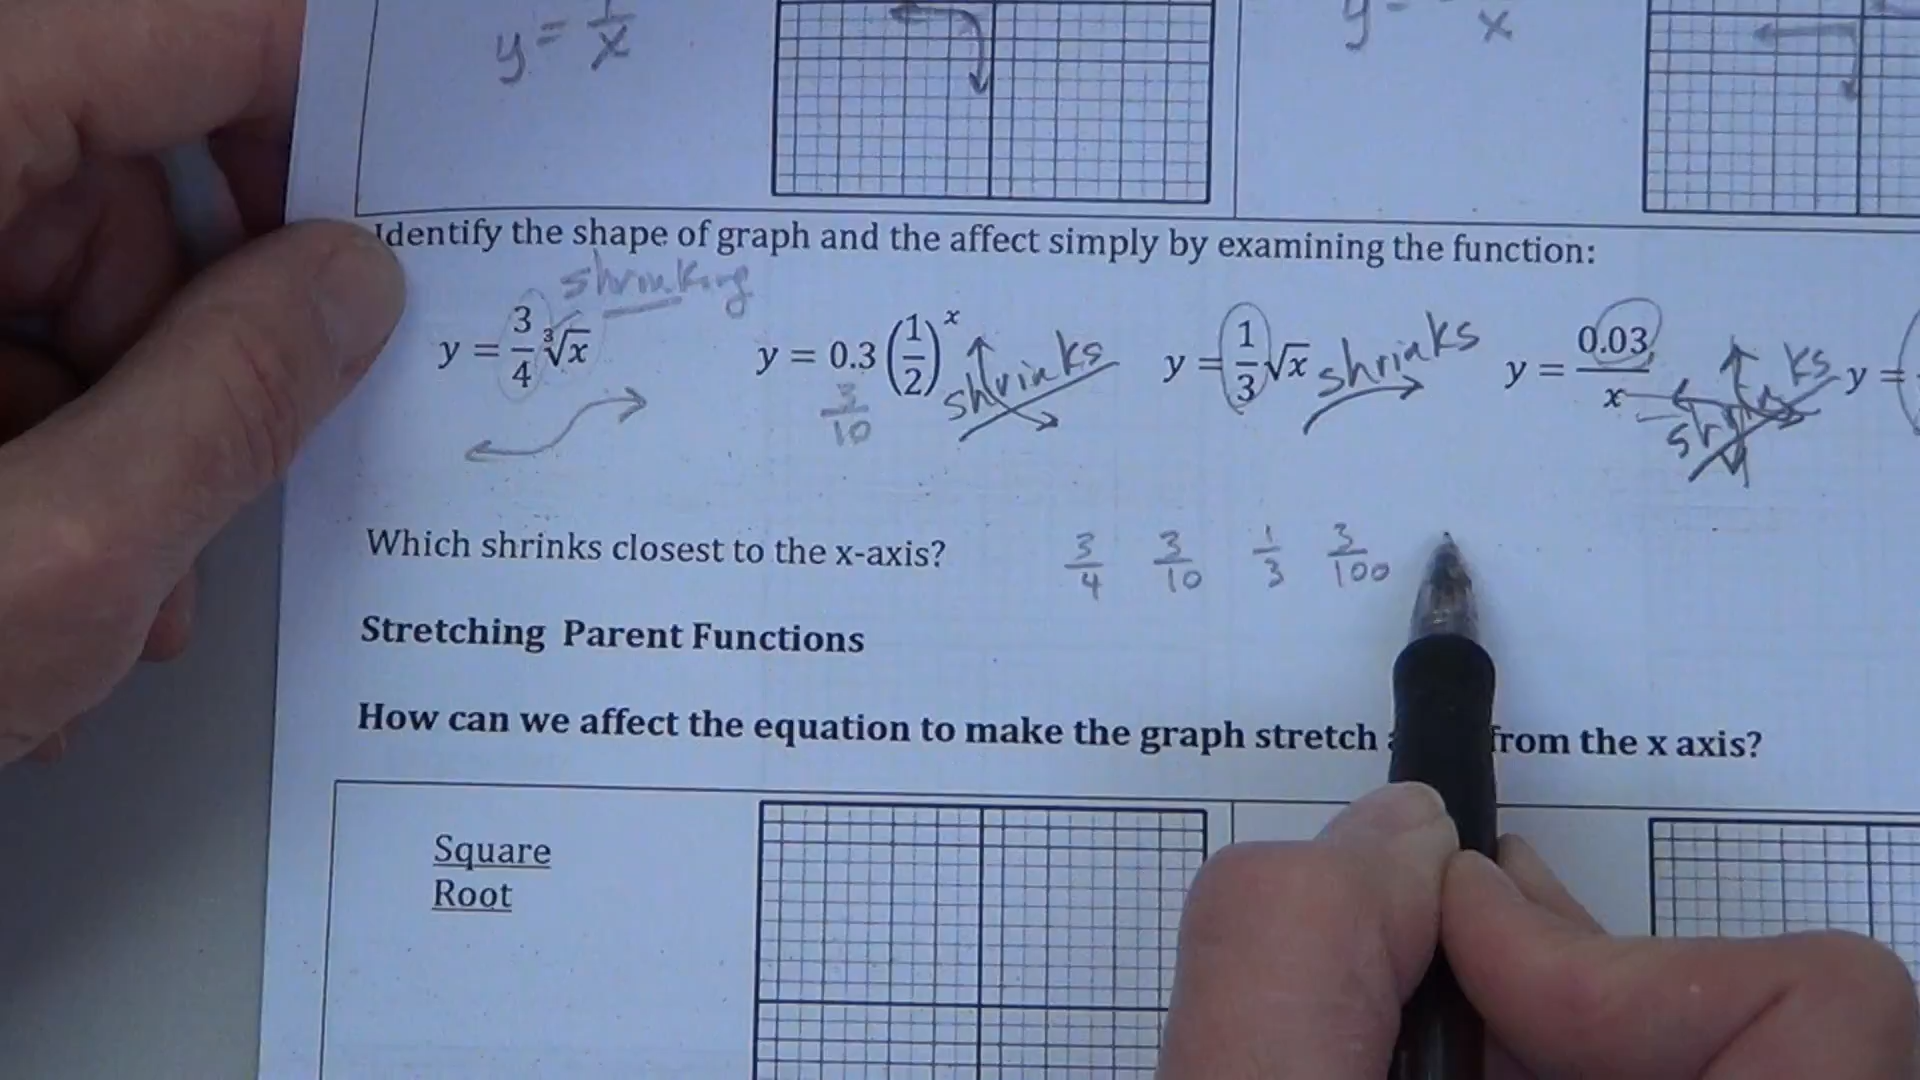 y = 1/x
y = x
Identify the shape of graph and the affect simply by examining the function:
shrinking
y = 3/4 ∛x y = 0.3 (1/2)^x shrinks y = 1/3 √x shrinks y = 0.03/x shrinks y =
3/10
Which shrinks closest to the x-axis? 3/4 3/10 1/3 3/100
Stretching Parent Functions
How can we affect the equation to make the graph stretch from the x axis?
Square
Root